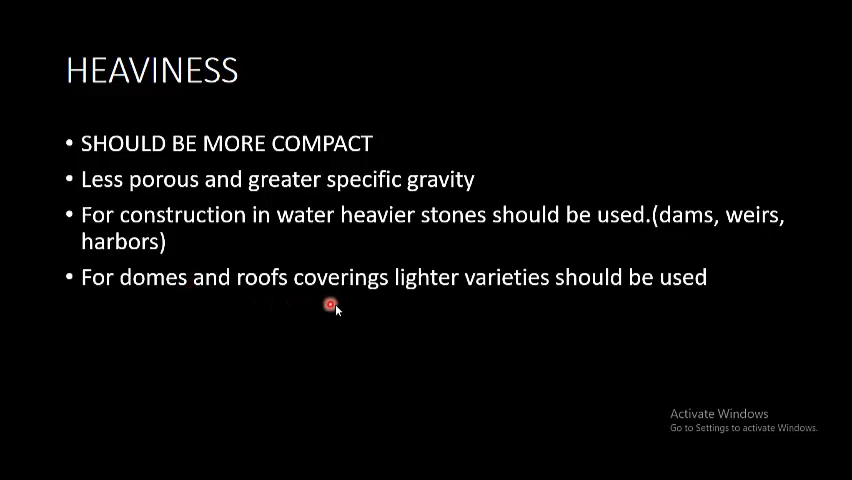 HEAVINESS
• SHOULD BE MORE COMPACT
• Less porous and greater specific gravity
• For construction in water heavier stones should be used.(dams, weirs,
harbors)
• For domes and roofs coverings lighter varieties should be used
Activate Windows
Go to Settings to activate Windows.